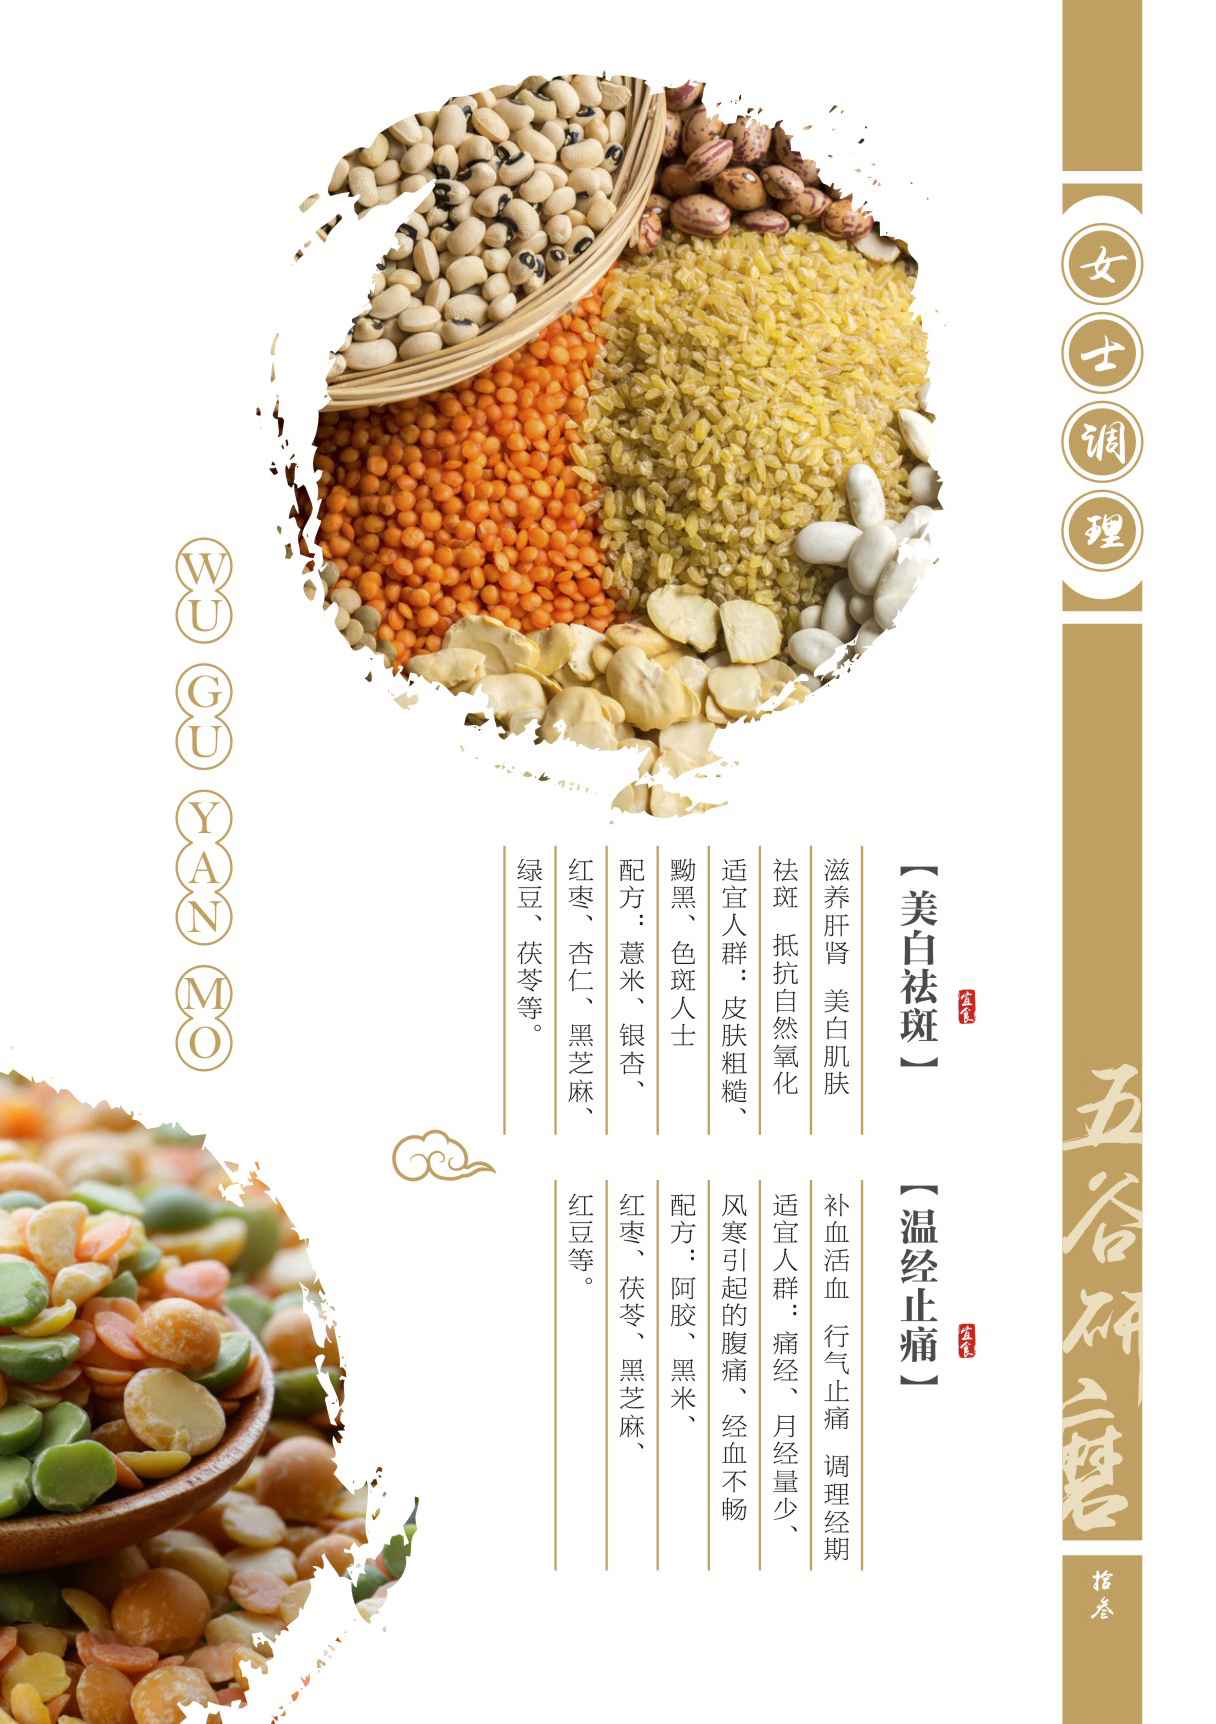 女士调理
五谷研磨
拾叁
【美白祛斑】
宜食
滋养肝肾 美白肌肤
祛斑 抵抗自然氧化
适宜人群：皮肤粗糙、
黝黑、色斑人士
配方：薏米、银杏、
红枣、杏仁、黑芝麻、
绿豆、茯苓等。
【温经止痛】
宜食
补血活血 行气止痛 调理经期
适宜人群：痛经、月经量少、
风寒引起的腹痛、经血不畅
配方：阿胶、黑米、
红枣、茯苓、黑芝麻、
红豆等。
WU GU YAN MO